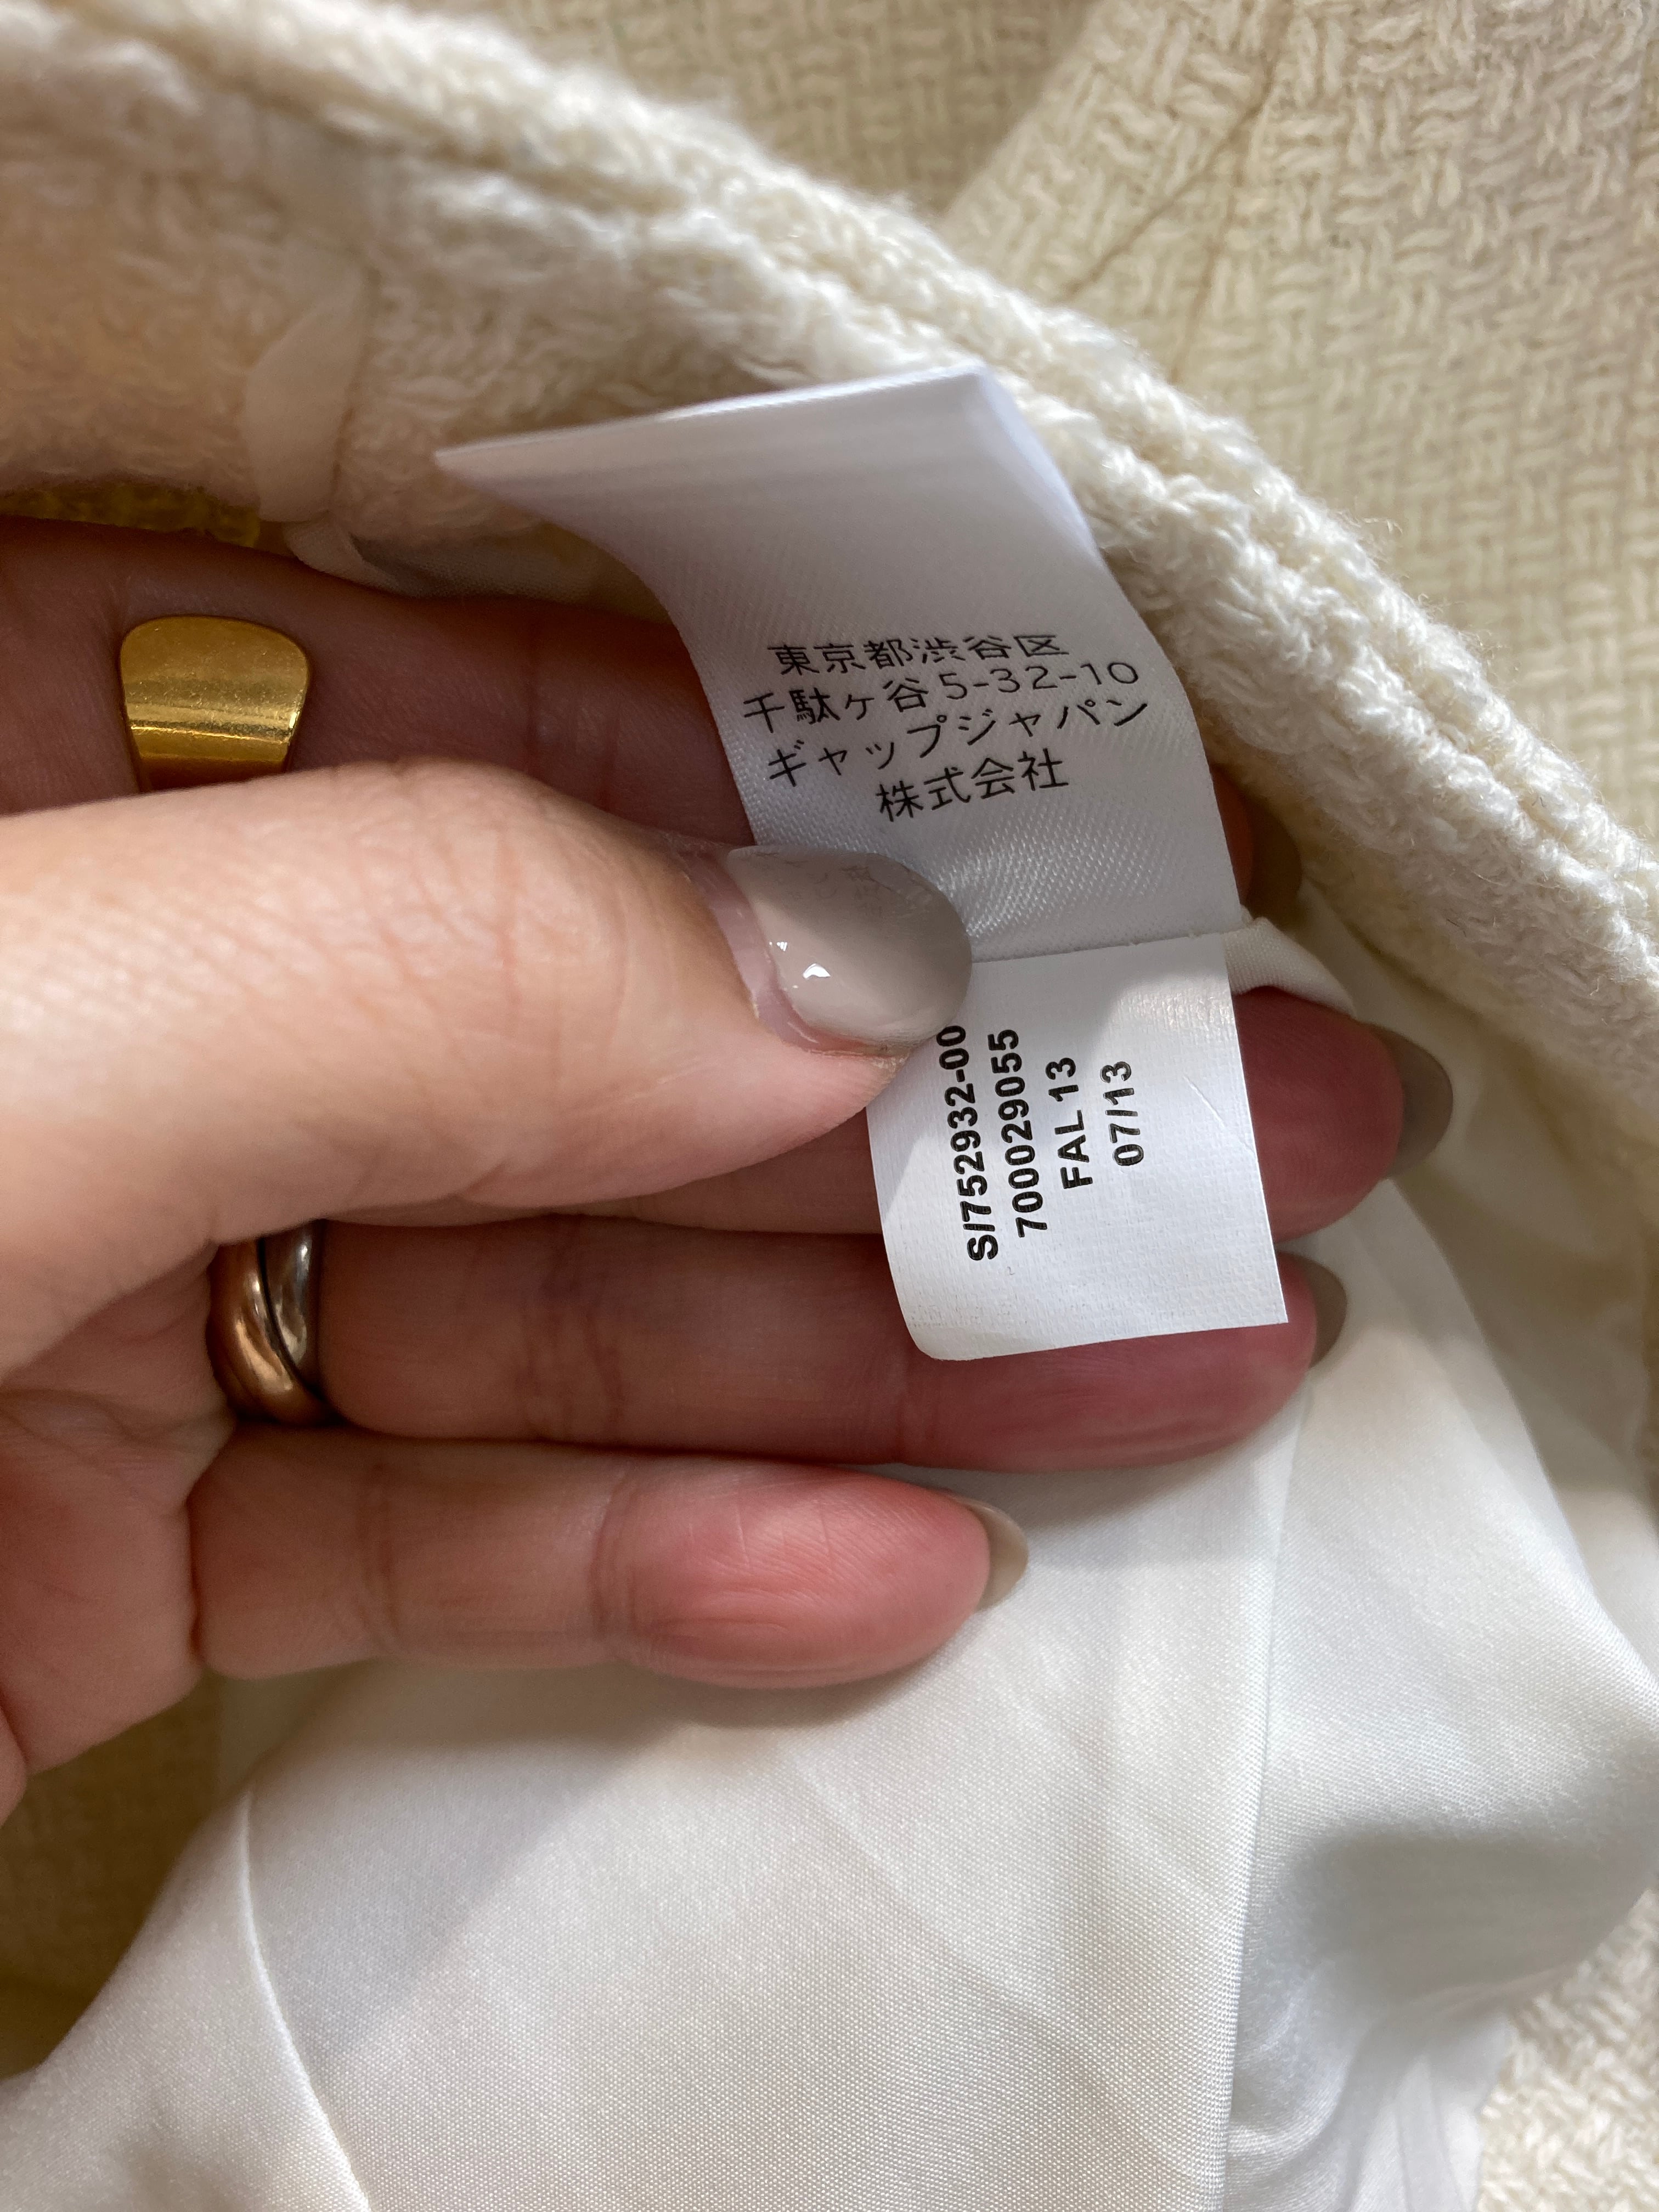 東京都渋谷区
千駄ヶ谷5-32-10
ギャップジャパン
株式会社
S/752932-00
700029055
FAL 13
07/13